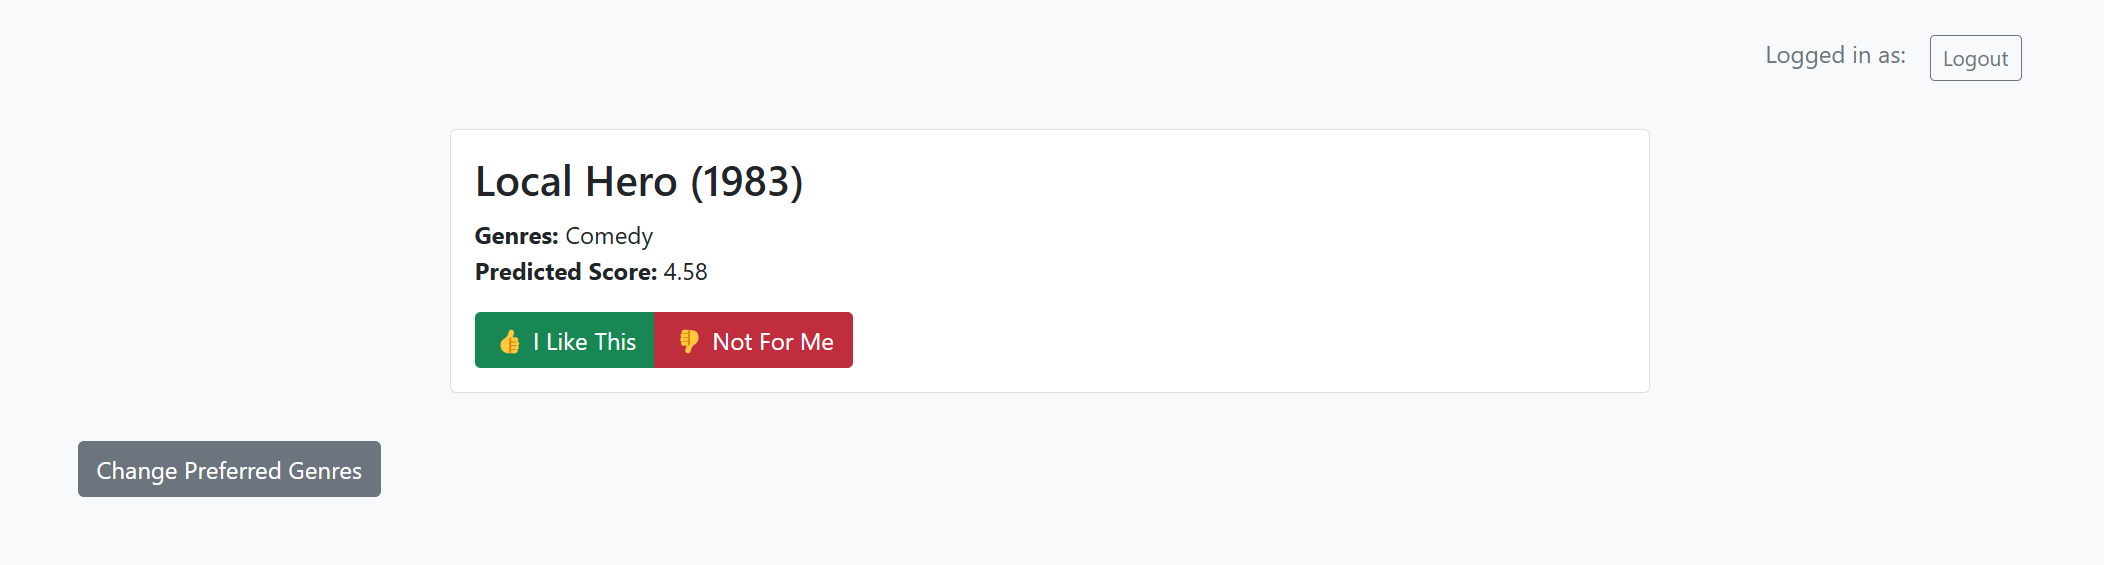 Logged in as:
Logout
Local Hero (1983)
Genres: Comedy
Predicted Score: 4.58
👍 I Like This
👎 Not For Me
Change Preferred Genres